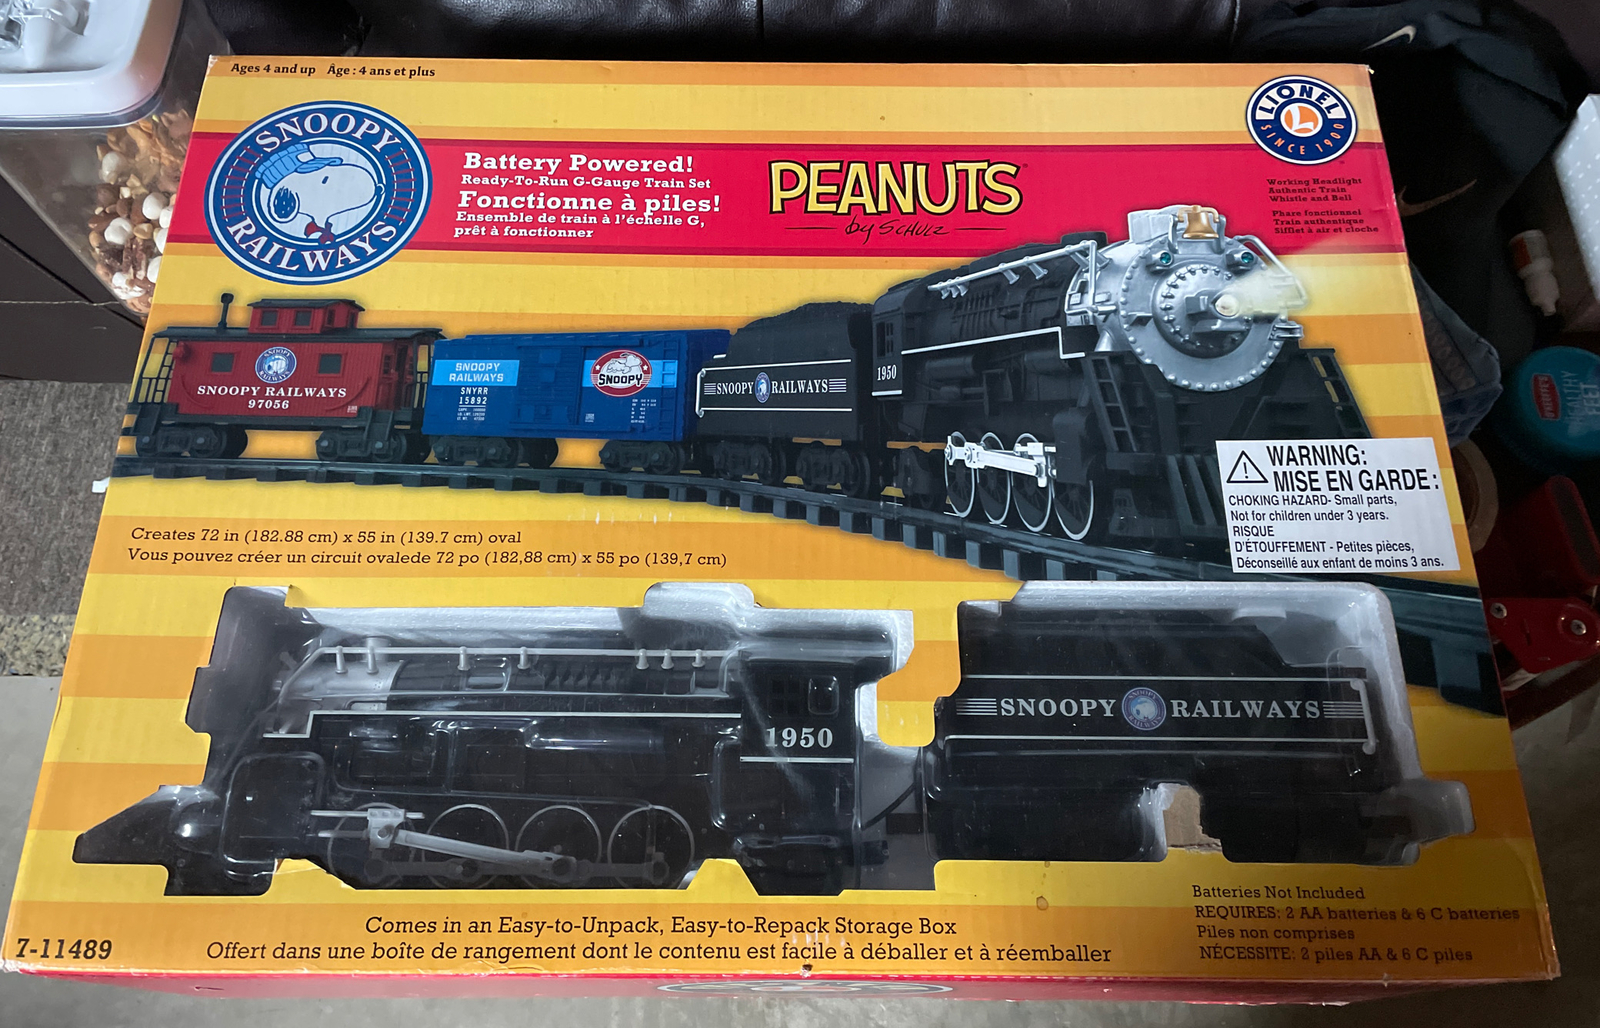 Ages 4 and up Âge : 4 ans et plus
SNOOPY
RAILWAYS
Battery Powered!
Ready-To-Run G-Gauge Train Set
Fonctionne à piles!
Ensemble de train à l'échelle G,
prêt à fonctionner
PEANUTS
by SCHULZ
LIONEL
L
SINCE 1900
Working Headlight
Authentic Train
Whistle and Bell
Phare fonctionnel
Train authentique
Sifflet à air et cloche
SNOOPY RAILWAYS
97056
SNOOPY
RAILWAYS
SNYRR
15892
SNOOPY
SNOOPY RAILWAYS
1950
WARNING:
MISE EN GARDE:
CHOKING HAZARD- Small parts,
Not for children under 3 years.
RISQUE
D'ÉTOUFFEMENT - Petites pièces,
Déconseillé aux enfant de moins 3 ans.
Creates 72 in (182.88 cm) x 55 in (139.7 cm) oval
Vous pouvez créer un circuit ovalede 72 po (182,88 cm) x 55 po (139,7 cm)
1950
SNOOPY RAILWAYS
Batteries Not Included
REQUIRES: 2 AA batteries & 6 C batteries
Piles non comprises
NÉCESSITE: 2 piles AA & 6 C piles
Comes in an Easy-to-Unpack, Easy-to-Repack Storage Box
Offert dans une boîte de rangement dont le contenu est facile à déballer et à réemballer
7-11489
O'KEEFFE'S
HEALTHY
FEET